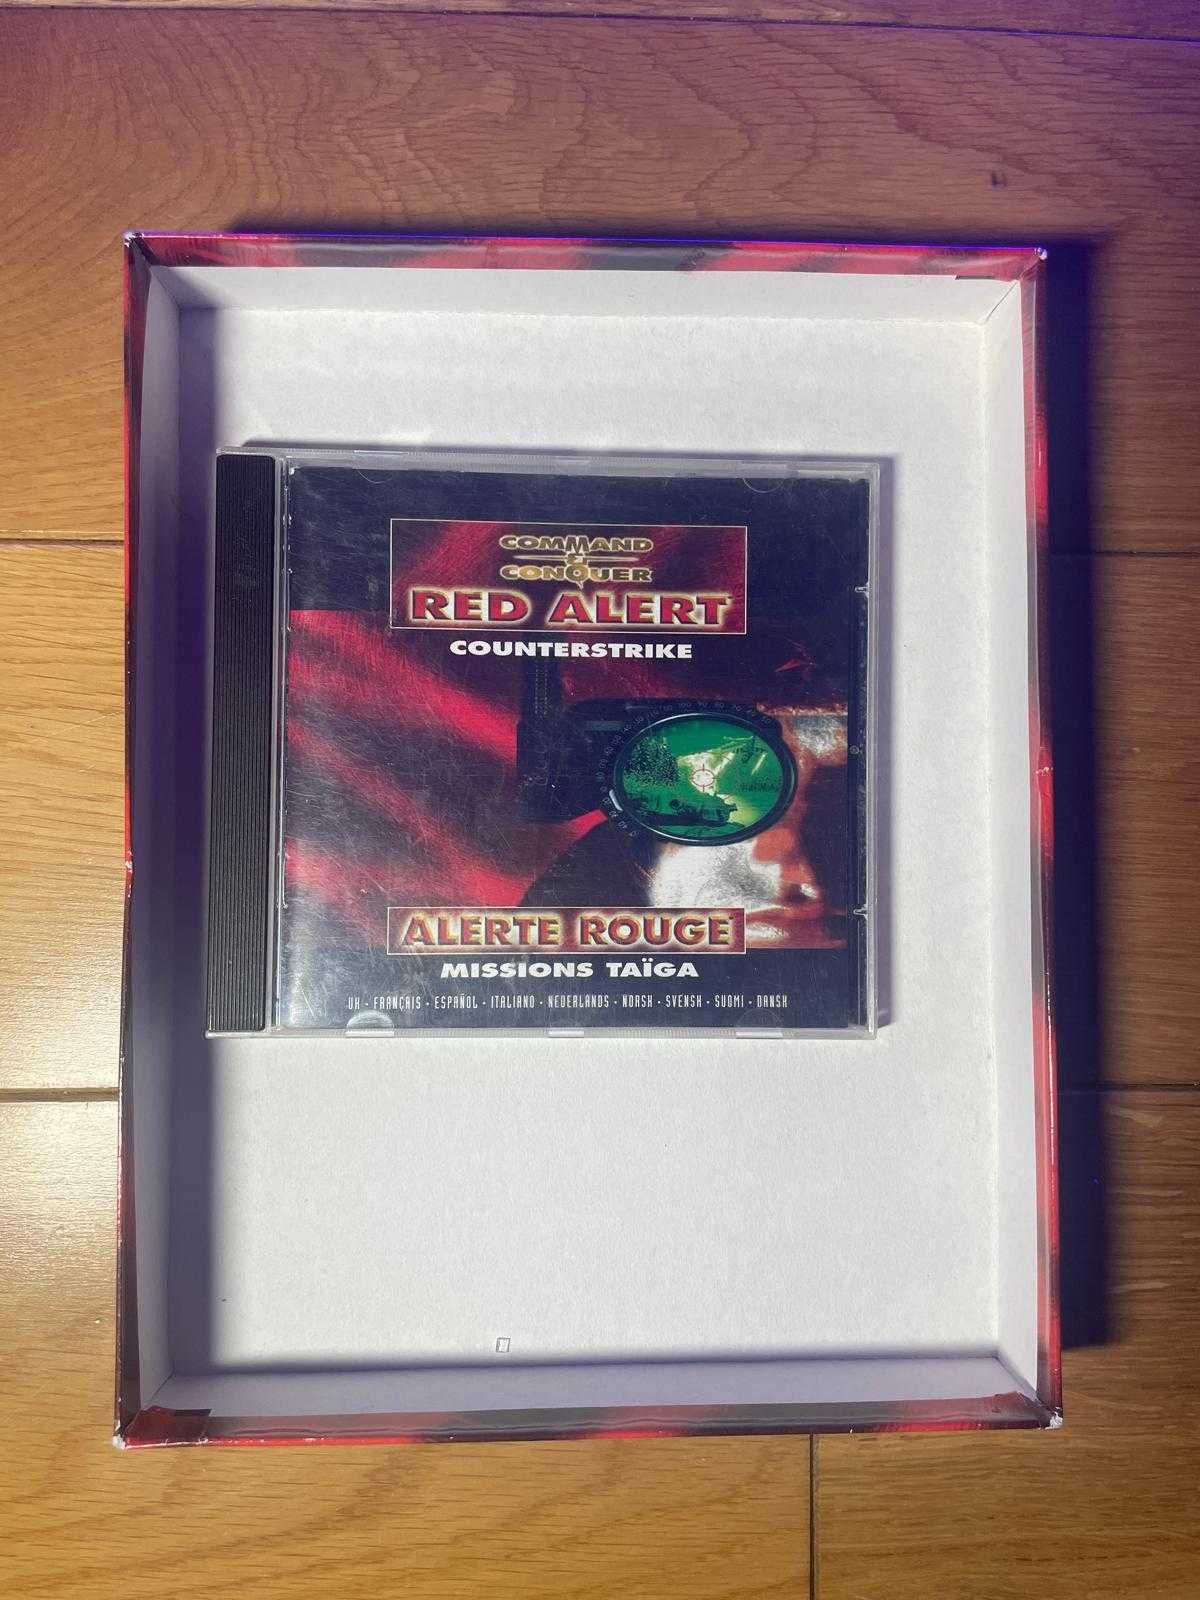 COMMAND
&
CONQUER
RED ALERT
COUNTERSTRIKE
ALERTE ROUGE
MISSIONS TAÏGA
UK - FRANÇAIS - ESPAÑOL - ITALIANO - NEDERLANDS - NORSK - SVENSK - SUOMI - DANSK